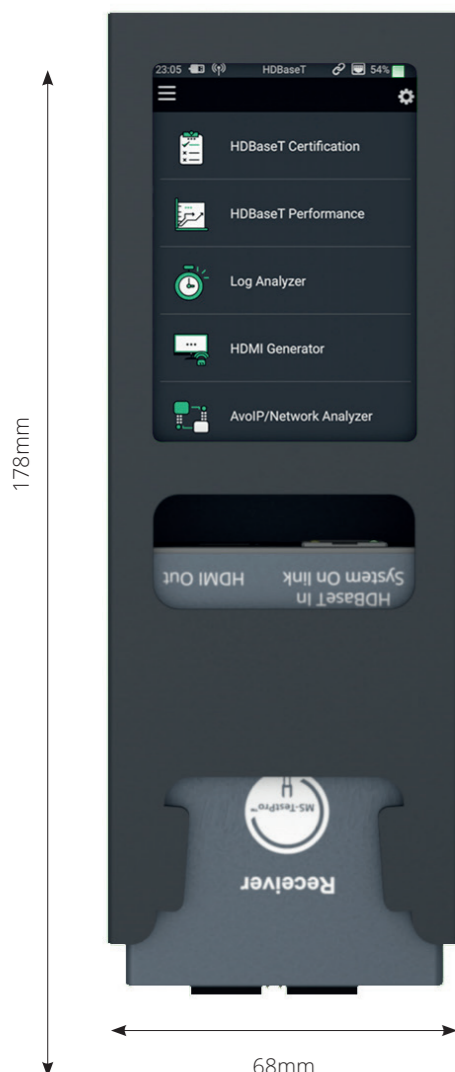 23:05 HDBaseT 54%
HDBaseT Certification
HDBaseT Performance
Log Analyzer
HDMI Generator
AvoIP/Network Analyzer
178mm
HDMI Out
HDBaseT In
System On link
MS-TestPro™
Receiver
68mm